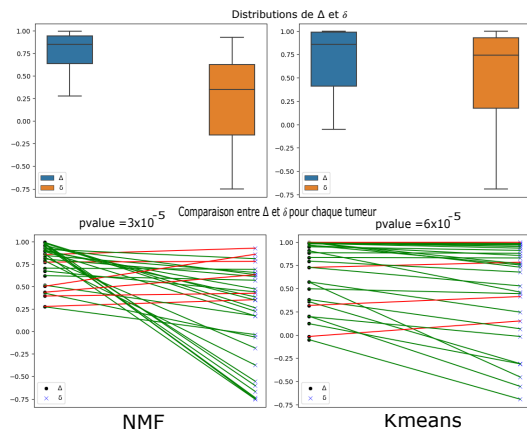 Distributions de Δ et δ
1.00
0.75
0.50
0.25
0.00
−0.25
−0.50
−0.75
Δ
δ
1.00
0.75
0.50
0.25
0.00
−0.25
−0.50
−0.75
Δ
δ
Comparaison entre Δ et δ pour chaque tumeur
pvalue =3x10⁻⁵
pvalue =6x10⁻⁵
1.00
0.75
0.50
0.25
0.00
−0.25
−0.50
−0.75
Δ
δ
1.00
0.75
0.50
0.25
0.00
−0.25
−0.50
−0.75
Δ
δ
NMF
Kmeans